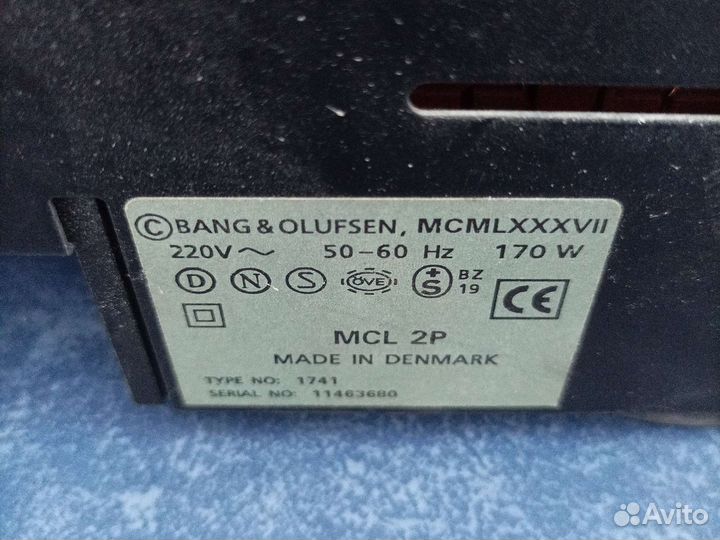 © BANG & OLUFSEN, MCMLXXXVII
220V ~ 50-60 Hz 170 W
D N S ÖVE +S BZ 19 CE
MCL 2P
MADE IN DENMARK
TYPE NO: 1741
SERIAL NO: 11463680
Avito